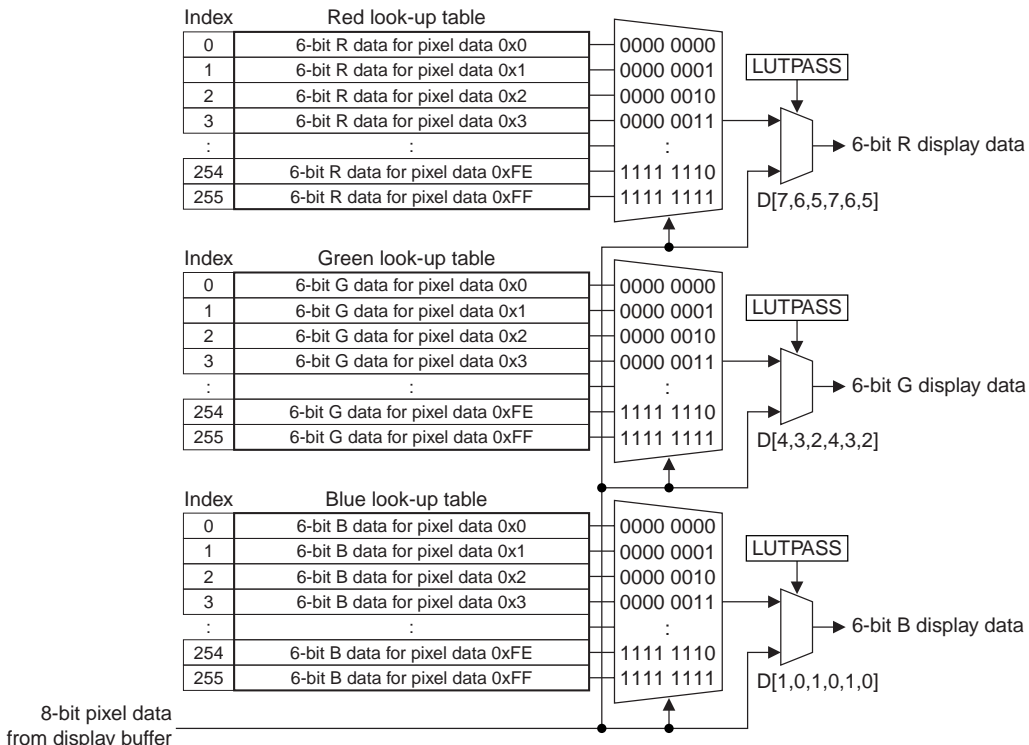 Index Red look-up table
0 6-bit R data for pixel data 0x0 0000 0000
1 6-bit R data for pixel data 0x1 0000 0001
LUTPASS
2 6-bit R data for pixel data 0x2 0000 0010
3 6-bit R data for pixel data 0x3 0000 0011
: : :
6-bit R display data
254 6-bit R data for pixel data 0xFE 1111 1110
255 6-bit R data for pixel data 0xFF 1111 1111
D[7,6,5,7,6,5]
Index Green look-up table
0 6-bit G data for pixel data 0x0 0000 0000
1 6-bit G data for pixel data 0x1 0000 0001
LUTPASS
2 6-bit G data for pixel data 0x2 0000 0010
3 6-bit G data for pixel data 0x3 0000 0011
: : :
6-bit G display data
254 6-bit G data for pixel data 0xFE 1111 1110
255 6-bit G data for pixel data 0xFF 1111 1111
D[4,3,2,4,3,2]
Index Blue look-up table
0 6-bit B data for pixel data 0x0 0000 0000
1 6-bit B data for pixel data 0x1 0000 0001
LUTPASS
2 6-bit B data for pixel data 0x2 0000 0010
3 6-bit B data for pixel data 0x3 0000 0011
: : :
6-bit B display data
254 6-bit B data for pixel data 0xFE 1111 1110
255 6-bit B data for pixel data 0xFF 1111 1111
D[1,0,1,0,1,0]
8-bit pixel data
from display buffer